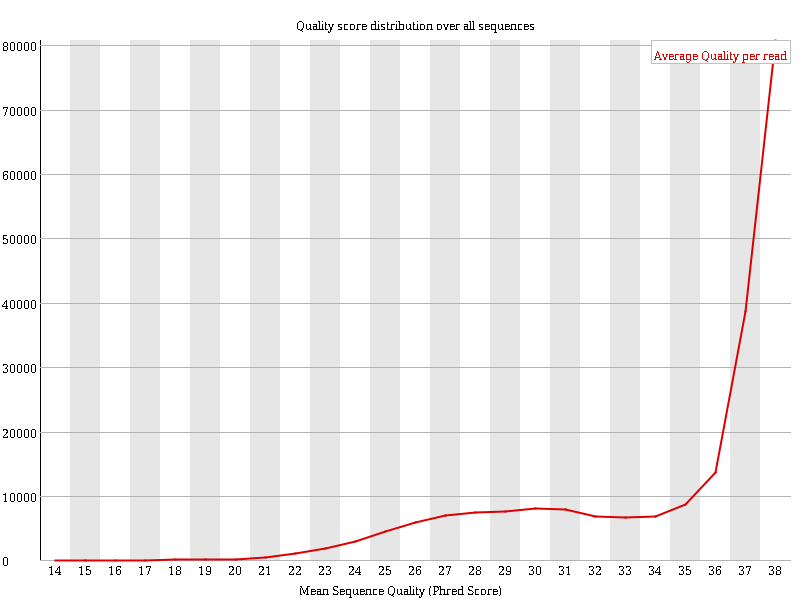 Quality score distribution over all sequences
Average Quality per read
80000
70000
60000
50000
40000
30000
20000
10000
0
14 15 16 17 18 19 20 21 22 23 24 25 26 27 28 29 30 31 32 33 34 35 36 37 38
Mean Sequence Quality (Phred Score)